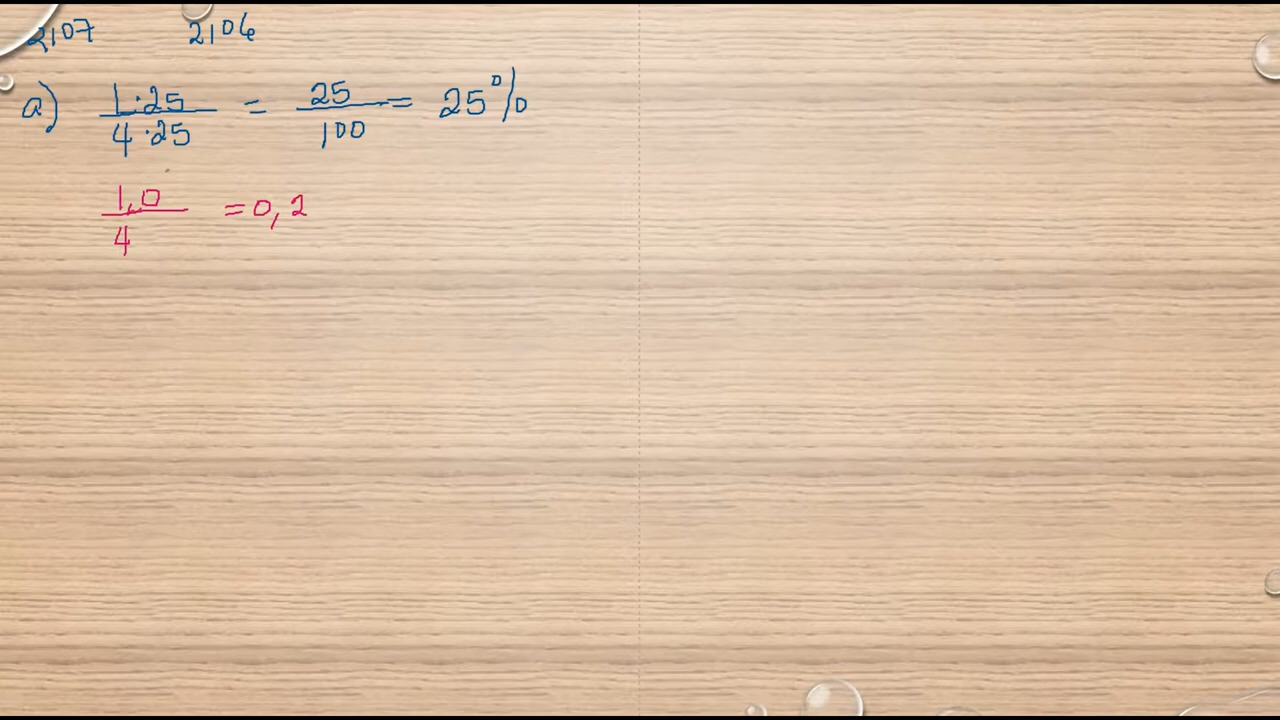 2107 2106
a) 1·25/4·25 = 25/100 = 25%
1,0/4 = 0,2